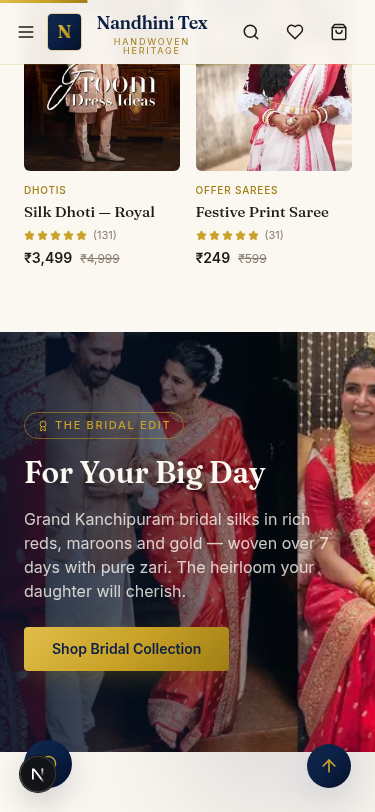 N
Nandhini Tex
HANDWOVEN
HERITAGE
Groom
Dress Ideas
DHOTIS
Silk Dhoti — Royal
(131)
₹3,499 ₹4,999
OFFER SAREES
Festive Print Saree
(31)
₹249 ₹599
THE BRIDAL EDIT
For Your Big Day
Grand Kanchipuram bridal silks in rich
reds, maroons and gold — woven over 7
days with pure zari. The heirloom your
daughter will cherish.
Shop Bridal Collection
N